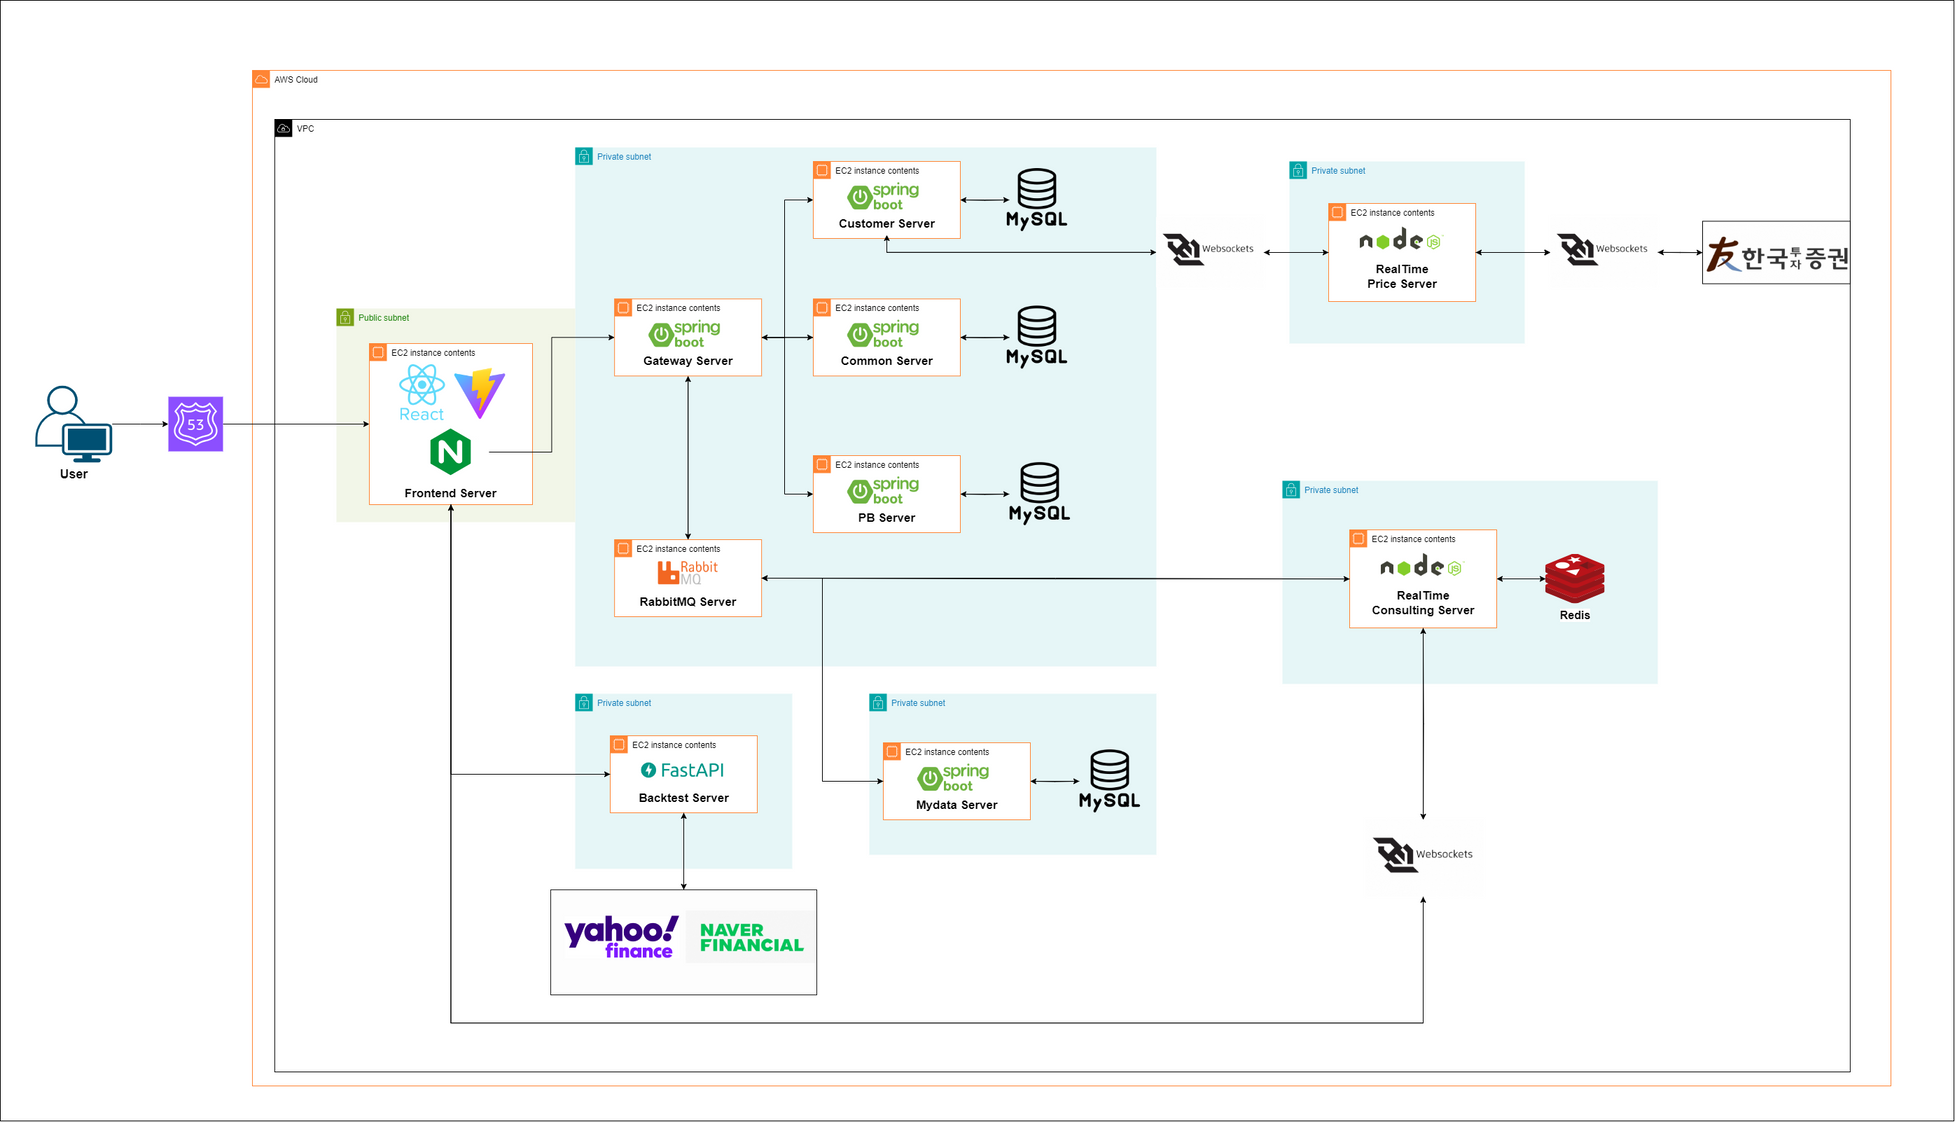 AWS Cloud
VPC
Private subnet
EC2 instance contents
spring
boot
Customer Server
MySQL
Websockets
Private subnet
EC2 instance contents
node
JS
RealTime
Price Server
Websockets
友 한국투자증권
Public subnet
EC2 instance contents
React
N
Frontend Server
User
53
EC2 instance contents
spring
boot
Gateway Server
EC2 instance contents
spring
boot
Common Server
MySQL
EC2 instance contents
spring
boot
PB Server
MySQL
EC2 instance contents
Rabbit
MQ
RabbitMQ Server
Private subnet
EC2 instance contents
node
JS
RealTime
Consulting Server
Redis
Private subnet
EC2 instance contents
FastAPI
Backtest Server
Private subnet
EC2 instance contents
spring
boot
Mydata Server
MySQL
Websockets
yahoo!
finance
NAVER
FINANCIAL